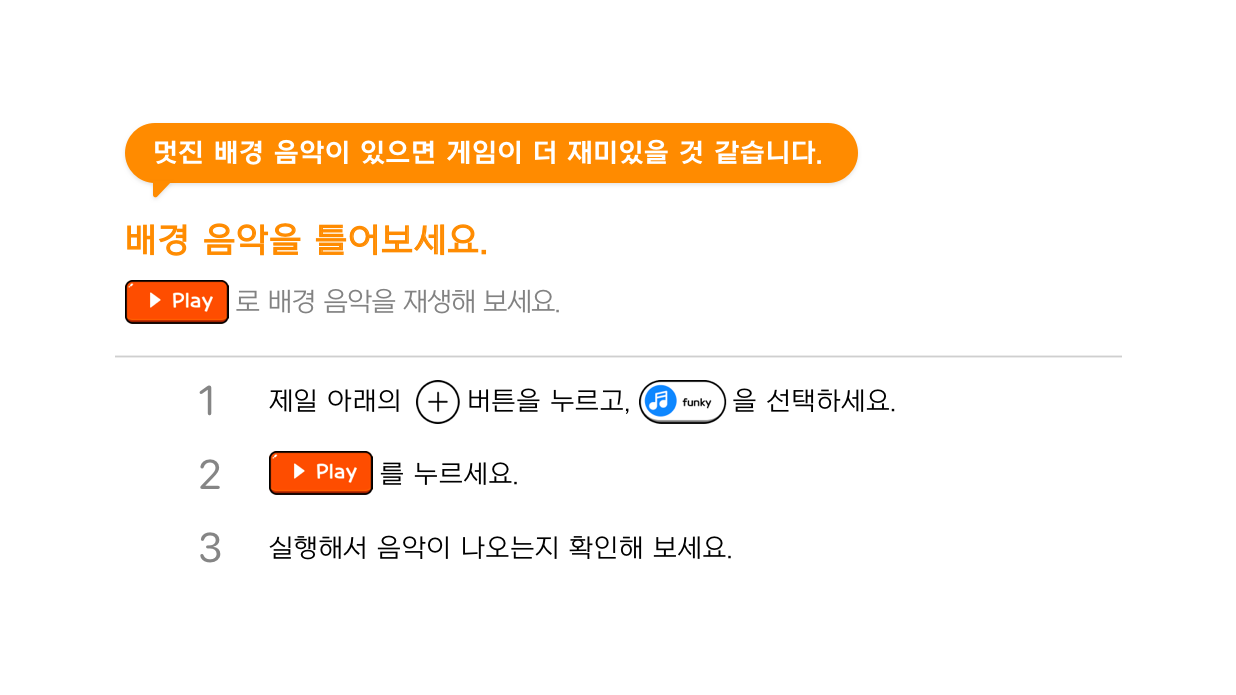 멋진 배경 음악이 있으면 게임이 더 재미있을 것 같습니다.
배경 음악을 틀어보세요.
Play 로 배경 음악을 재생해 보세요.
1 제일 아래의 + 버튼을 누르고, funky 을 선택하세요.
2 Play 를 누르세요.
3 실행해서 음악이 나오는지 확인해 보세요.